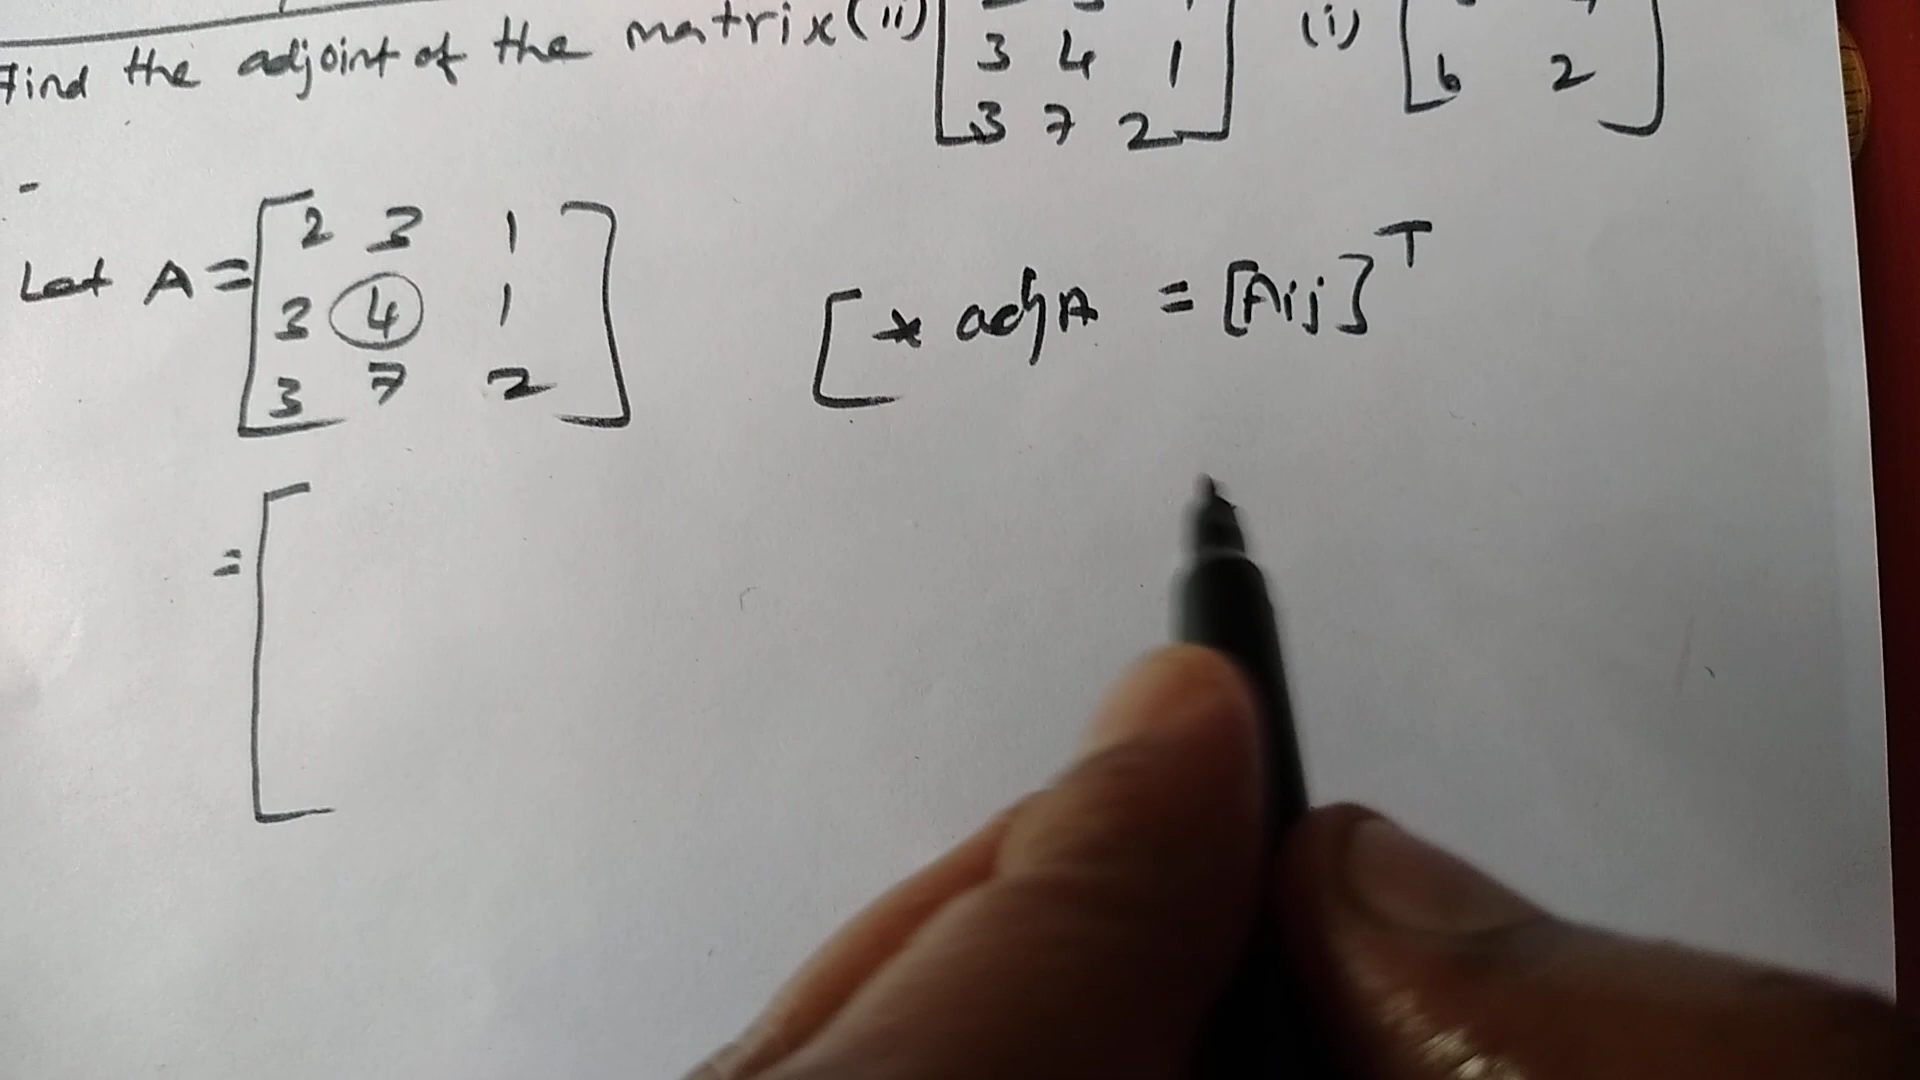 Find the adjoint of the matrix (ii) [3 4 1 (i) [
3 7 2] 6 2]
Let A = [2 3 1
3 4 1
3 7 2]
[* adjA = [Aij]^T
= [